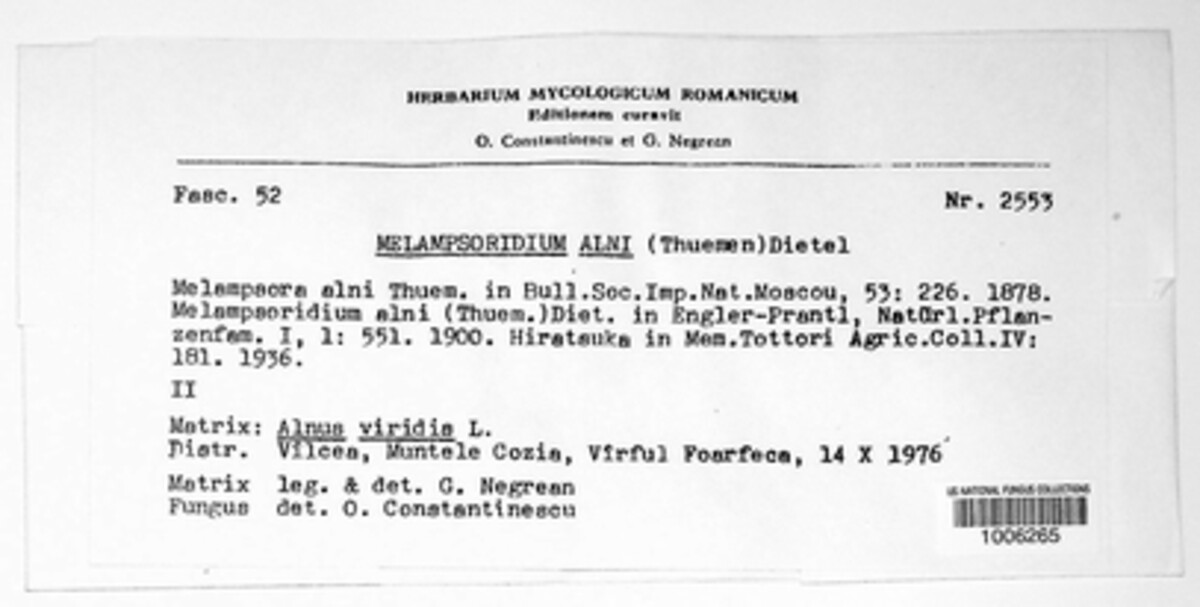 HERBARIUM MYCOLOGICUM ROMANICUM
Editionem curavit
O. Constantinescu et G. Negrean
Fasc. 52
Nr. 2553
MELAMPSORIDIUM ALNI (Thuemen)Dietel
Melampsora alni Thuem. in Bull.Soc.Imp.Nat.Moscou, 53: 226. 1878.
Melampsoridium alni (Thuem.)Diet. in Engler-Prantl, Natürl.Pflan-
zenfam. I, 1: 551. 1900. Hiratsuka in Mem.Tottori Agric.Coll.IV:
181. 1936.
II
Matrix: Alnus viridis L.
Distr. Vîlcea, Muntele Cozia, Vîrful Foarfeca, 14 X 1976
Matrix leg. & det. G. Negrean
Fungus det. O. Constantinescu
US NATIONAL FUNGUS COLLECTIONS
1006265